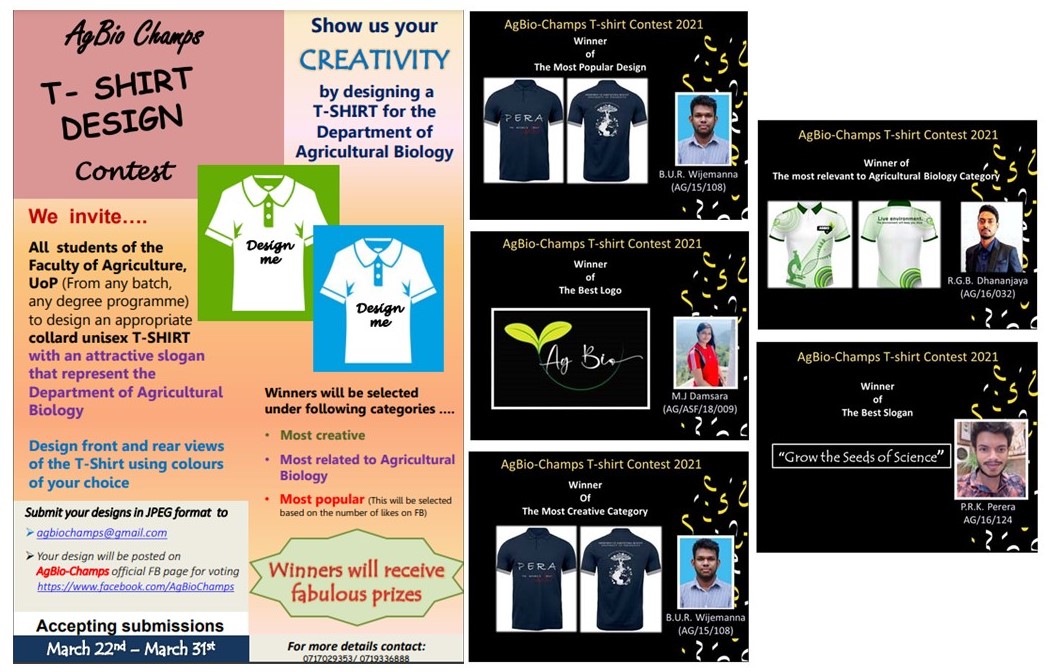 AgBio Champs
T- SHIRT
DESIGN
Contest
Show us your
CREATIVITY
by designing a
T-SHIRT for the
Department of
Agricultural Biology
We invite....
All students of the
Faculty of Agriculture,
UoP (From any batch,
any degree programme)
to design an appropriate
collard unisex T-SHIRT
with an attractive slogan
that represent the
Department of Agricultural
Biology
Design front and rear views
of the T-Shirt using colours
of your choice
Design
me
Design
me
Winners will be selected
under following categories ....
• Most creative
• Most related to Agricultural
Biology
• Most popular (This will be selected
based on the number of likes on FB)
Submit your designs in JPEG format to
agbiochamps@gmail.com
Your design will be posted on
AgBio-Champs official FB page for voting
https://www.facebook.com/AgBioChamps
Winners will receive
fabulous prizes
Accepting submissions
March 22nd – March 31st
For more details contact:
0717029353/ 0719336888
AgBio-Champs T-shirt Contest 2021
Winner
of
The Most Popular Design
PERA
B.U.R. Wijemanna
(AG/15/108)
AgBio-Champs T-shirt Contest 2021
Winner
of
The Best Logo
Ag Bio
M.J Damsara
(AG/ASF/18/009)
AgBio-Champs T-shirt Contest 2021
Winner
Of
The Most Creative Category
PERA
B.U.R. Wijemanna
(AG/15/108)
AgBio-Champs T-shirt Contest 2021
Winner of
The most relevant to Agricultural Biology Category
Live environment.
R.G.B. Dhananjaya
(AG/16/032)
AgBio-Champs T-shirt Contest 2021
Winner
of
The Best Slogan
“Grow the Seeds of Science”
P.R.K. Perera
AG/16/124